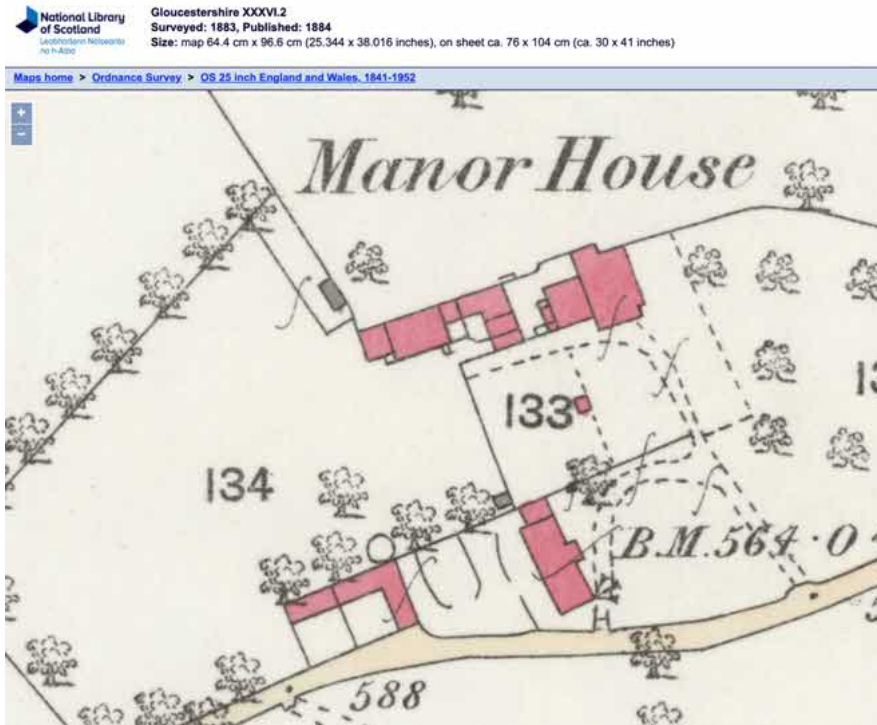 National Library
of Scotland
Leabharlann Nàiseanta
na h-Alba
Gloucestershire XXXVI.2
Surveyed: 1883, Published: 1884
Size: map 64.4 cm x 96.6 cm (25.344 x 38.016 inches), on sheet ca. 76 x 104 cm (ca. 30 x 41 inches)
Maps home > Ordnance Survey > OS 25 inch England and Wales, 1841-1952
+
−
Manor House
133
134
B.M. 564·0
588